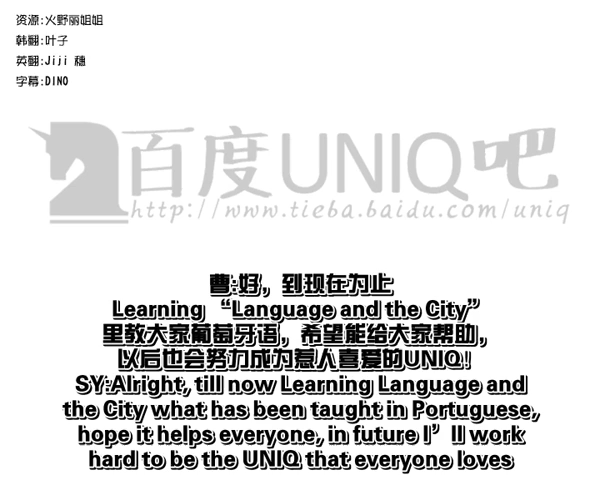 资源:火野丽姐姐
韩翻:叶子
英翻:Jiji 穗
字幕:DINO
百度UNIQ吧
http://www.tieba.baidu.com/uniq
曹:好，到现在为止
Learning “Language and the City”
里教大家葡萄牙语，希望能给大家帮助，
以后也会努力成为惹人喜爱的UNIQ！
SY:Alright, till now Learning Language and
the City what has been taught in Portuguese,
hope it helps everyone, in future I’ll work
hard to be the UNIQ that everyone loves